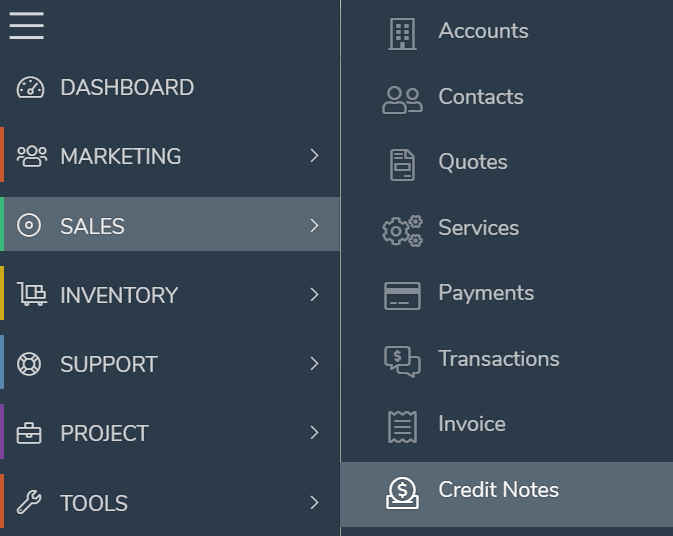 DASHBOARD
MARKETING
SALES
INVENTORY
SUPPORT
PROJECT
TOOLS
Accounts
Contacts
Quotes
Services
Payments
Transactions
Invoice
Credit Notes